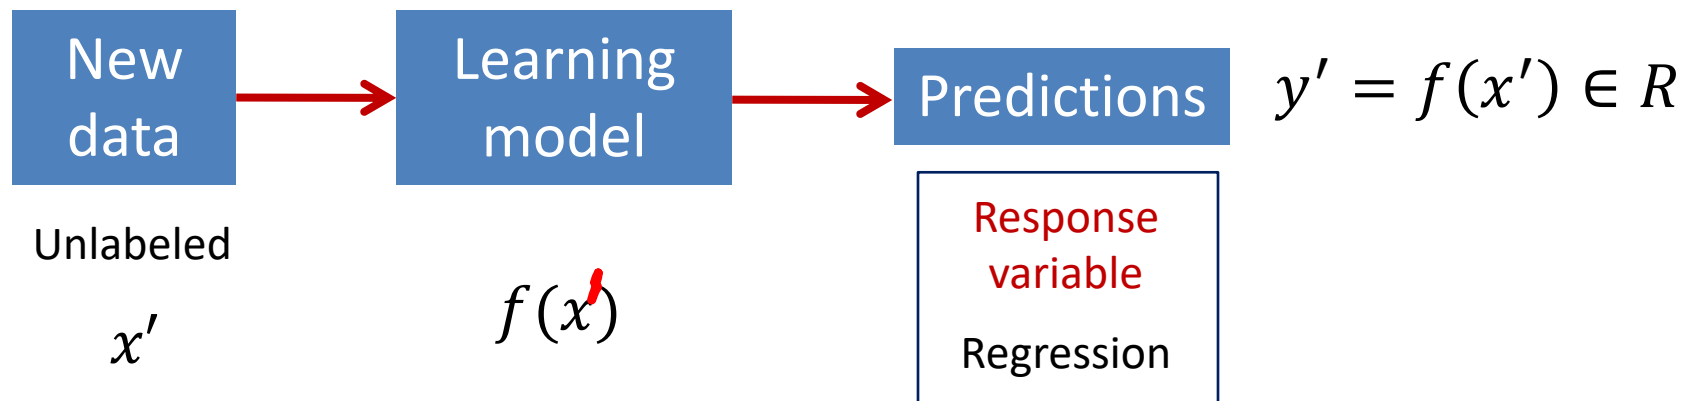 New
data
Learning
model
Predictions
y′ = f(x′) ∈ R
Unlabeled
x′
f(x′)
Response
variable
Regression